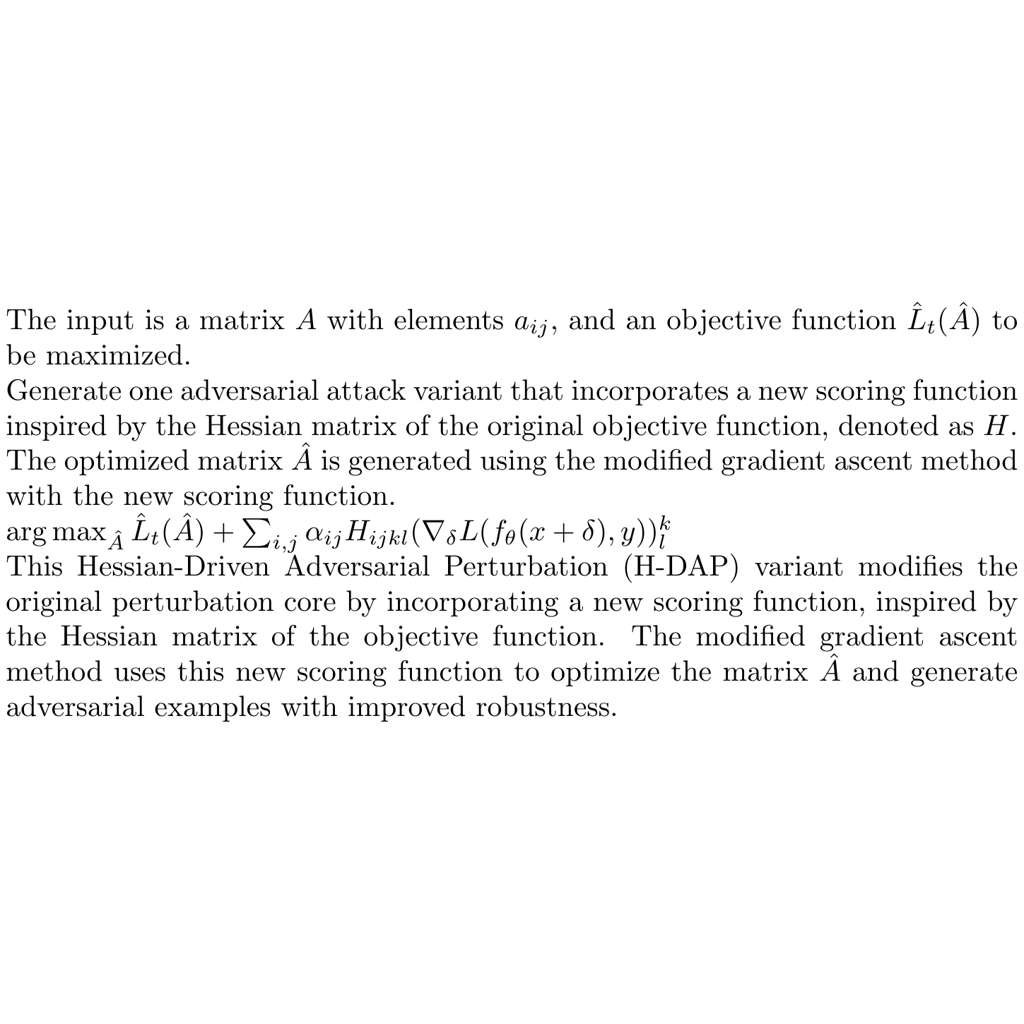 The input is a matrix $A$ with elements $a_{ij}$, and an objective function $\hat{L}_t(\hat{A})$ to
be maximized.
Generate one adversarial attack variant that incorporates a new scoring function
inspired by the Hessian matrix of the original objective function, denoted as $H$.
The optimized matrix $\hat{A}$ is generated using the modified gradient ascent method
with the new scoring function.
$\arg\max_{\hat{A}} \hat{L}_t(\hat{A}) + \sum_{i,j} \alpha_{ij} H_{ijkl} (\nabla_\delta L(f_\theta(x+\delta), y))_l^k$
This Hessian-Driven Adversarial Perturbation (H-DAP) variant modifies the
original perturbation core by incorporating a new scoring function, inspired by
the Hessian matrix of the objective function. The modified gradient ascent
method uses this new scoring function to optimize the matrix $\hat{A}$ and generate
adversarial examples with improved robustness.